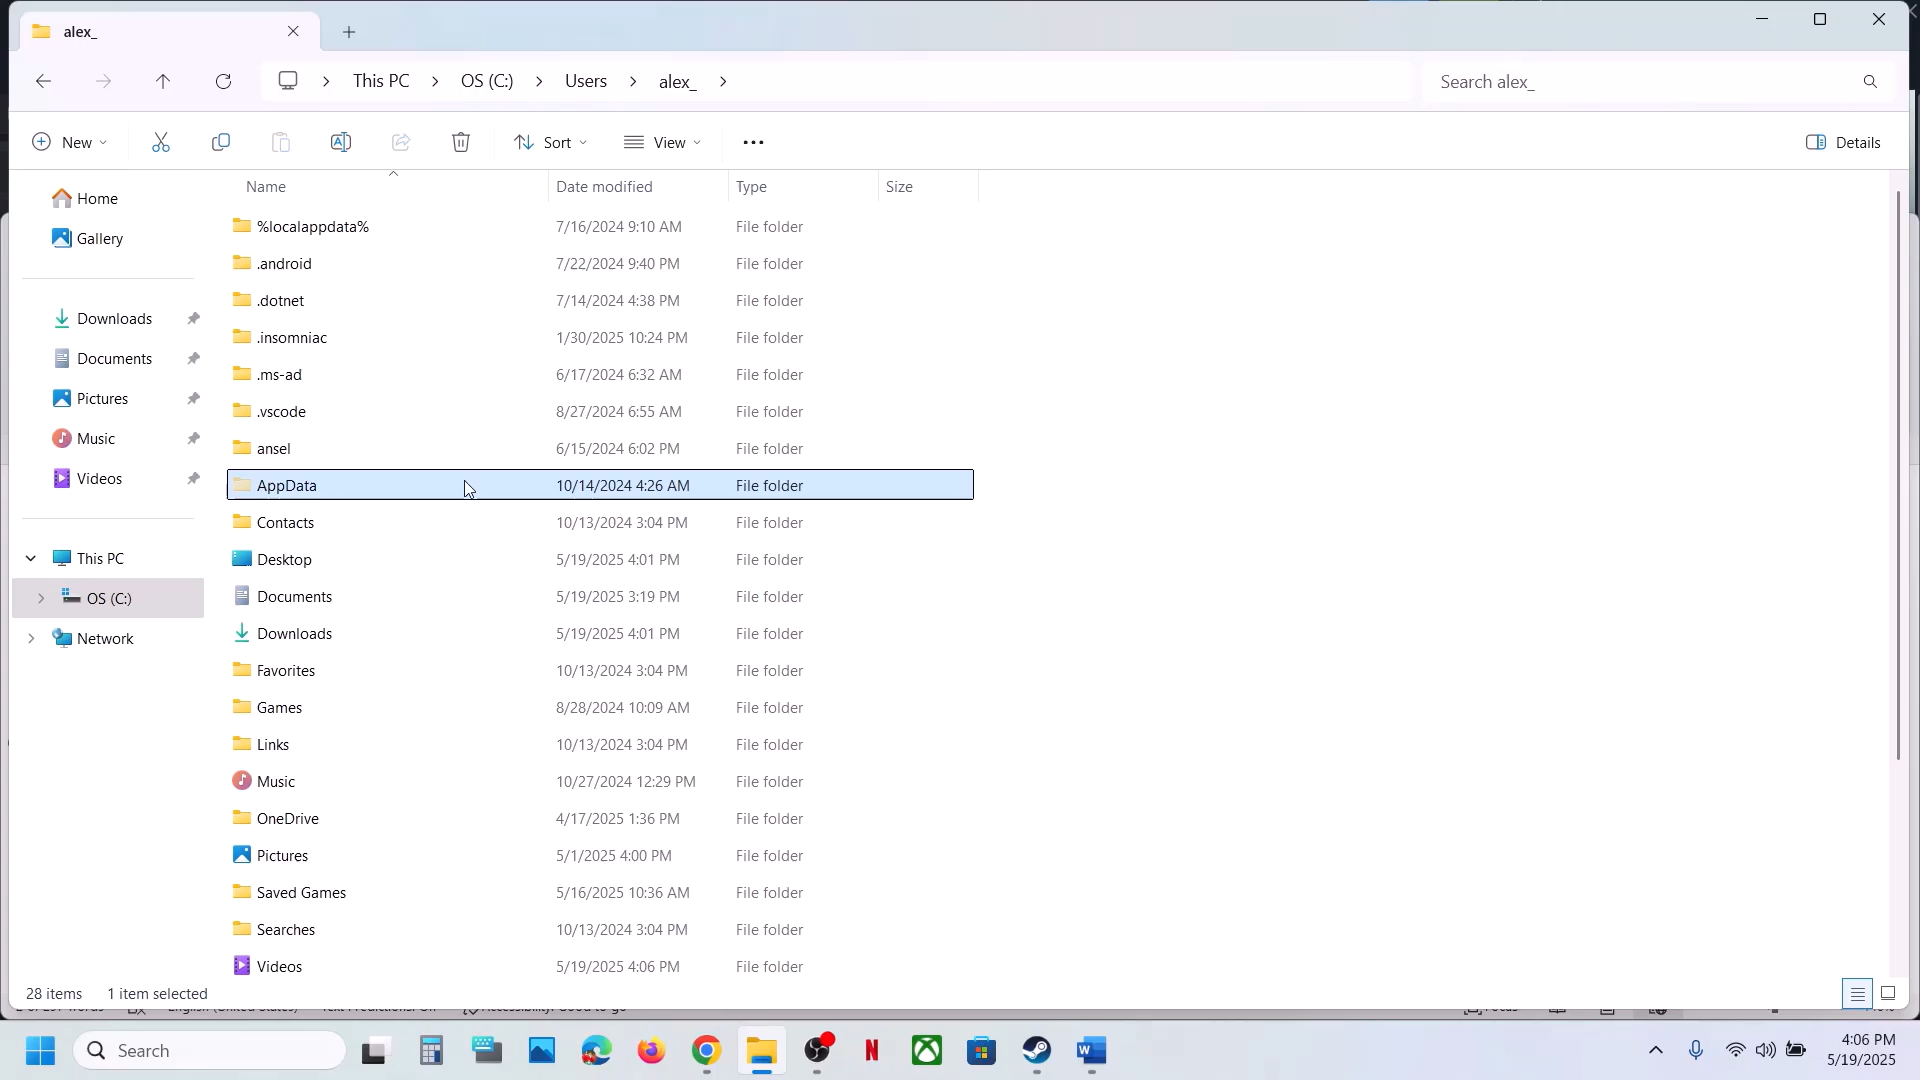 alex_
This PC
OS (C:)
Users
alex_
Search alex_
New
Sort
View
Details
Name
Date modified
Type
Size
Home
Gallery
Downloads
Documents
Pictures
Music
Videos
This PC
OS (C:)
Network
%localappdata% 7/16/2024 9:10 AM File folder
.android 7/22/2024 9:40 PM File folder
.dotnet 7/14/2024 4:38 PM File folder
.insomniac 1/30/2025 10:24 PM File folder
.ms-ad 6/17/2024 6:32 AM File folder
.vscode 8/27/2024 6:55 AM File folder
ansel 6/15/2024 6:02 PM File folder
AppData 10/14/2024 4:26 AM File folder
Contacts 10/13/2024 3:04 PM File folder
Desktop 5/19/2025 4:01 PM File folder
Documents 5/19/2025 3:19 PM File folder
Downloads 5/19/2025 4:01 PM File folder
Favorites 10/13/2024 3:04 PM File folder
Games 8/28/2024 10:09 AM File folder
Links 10/13/2024 3:04 PM File folder
Music 10/27/2024 12:29 PM File folder
OneDrive 4/17/2025 1:36 PM File folder
Pictures 5/1/2025 4:00 PM File folder
Saved Games 5/16/2025 10:36 AM File folder
Searches 10/13/2024 3:04 PM File folder
Videos 5/19/2025 4:06 PM File folder
28 items 1 item selected
Search
4:06 PM
5/19/2025